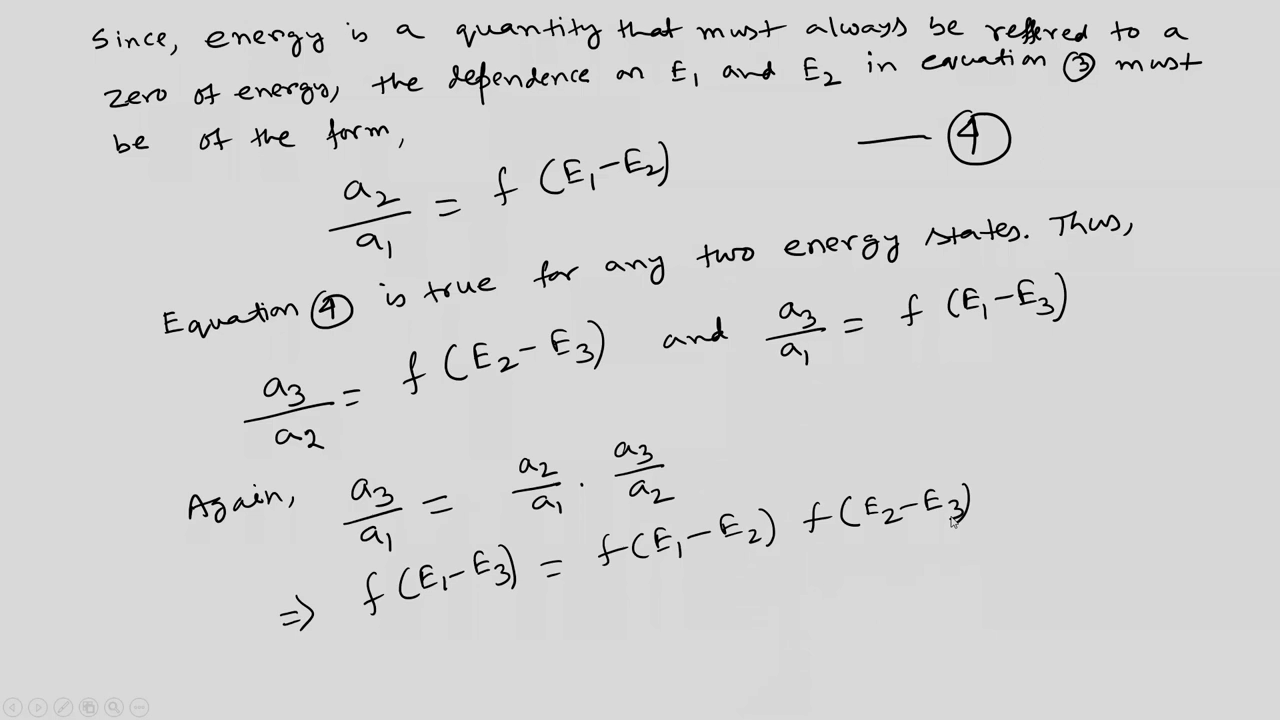 Since, energy is a quantity that must always be reffered to a
zero of energy, the dependence on E₁ and E₂ in equation ③ must
be of the form,
a₂/a₁ = f (E₁-E₂) — ④
Equation ④ is true for any two energy states. Thus,
a₃/a₂ = f (E₂-E₃) and a₃/a₁ = f (E₁-E₃)
Again, a₃/a₁ = a₂/a₁ . a₃/a₂
⇒ f (E₁-E₃) = f(E₁-E₂) f(E₂-E₃)